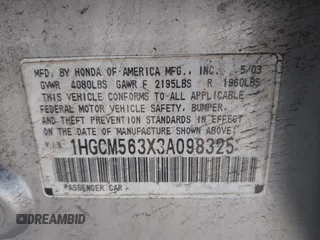 MFD. BY HONDA OF AMERICA MFG., INC. 5/03
GVWR 4080LBS GAWR F 2195LBS R 1960LBS
THIS VEHICLE CONFORMS TO ALL APPLICABLE
FEDERAL MOTOR VEHICLE SAFETY, BUMPER,
AND THEFT PREVENTION STANDARDS IN EFFECT ON
THE DATE OF MANUFACTURE SHOWN ABOVE.
V.I.N. 1HGCM563X3A098325
PASSENGER CAR
DREAMBID